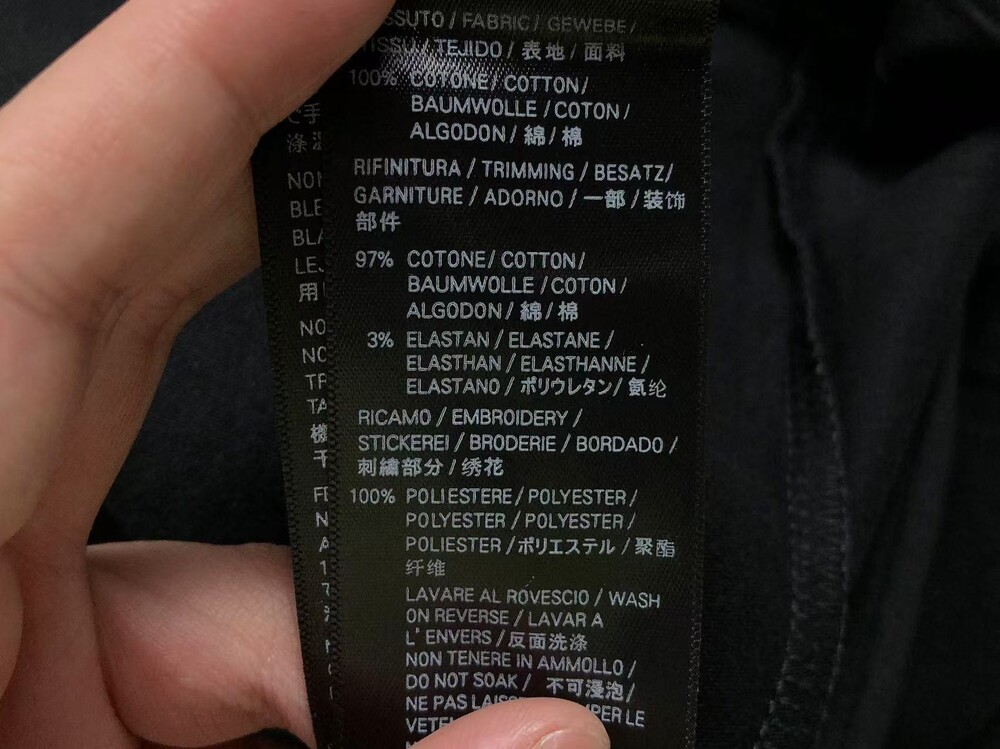 FABRIC / GEWEBE /
TEJIDO / 表地 / 面料
100% COTONE / COTTON /
BAUMWOLLE / COTON /
ALGODON / 綿 / 棉
RIFINITURA / TRIMMING / BESATZ/
GARNITURE / ADORNO / 一部 / 装饰
部件
97% COTONE / COTTON /
BAUMWOLLE / COTON /
ALGODON / 綿 / 棉
3% ELASTAN / ELASTANE /
ELASTHAN / ELASTHANNE /
ELASTANO / ポリウレタン / 氨纶
RICAMO / EMBROIDERY /
STICKEREI / BRODERIE / BORDADO /
刺繍部分 / 绣花
100% POLIESTERE / POLYESTER /
POLYESTER / POLYESTER /
POLIESTER / ポリエステル / 聚酯
纤维
LAVARE AL ROVESCIO / WASH
ON REVERSE / LAVAR A
L' ENVERS / 反面洗涤
NON TENERE IN AMMOLLO /
DO NOT SOAK / 不可浸泡 /
NE PAS
LE